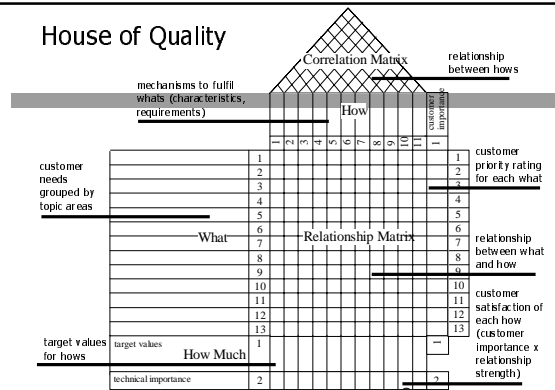 House of Quality
Correlation Matrix
relationship
between hows
mechanisms to fulfil
whats (characteristics,
requirements)
How
customer
importance
1 2 3 4 5 6 7 8 9 10 11
1
customer
needs
grouped by
topic areas
customer
priority rating
for each what
1 1
2 2
3 3
4 4
5 5
6 6
What
Relationship Matrix
7 7
8 8
9 9
10 10
11 11
12 12
13 13
relationship
between what
and how
customer
satisfaction of
each how
(customer
importance x
relationship
strength)
target values
for hows
target values
1 1
How Much
technical importance
2 2